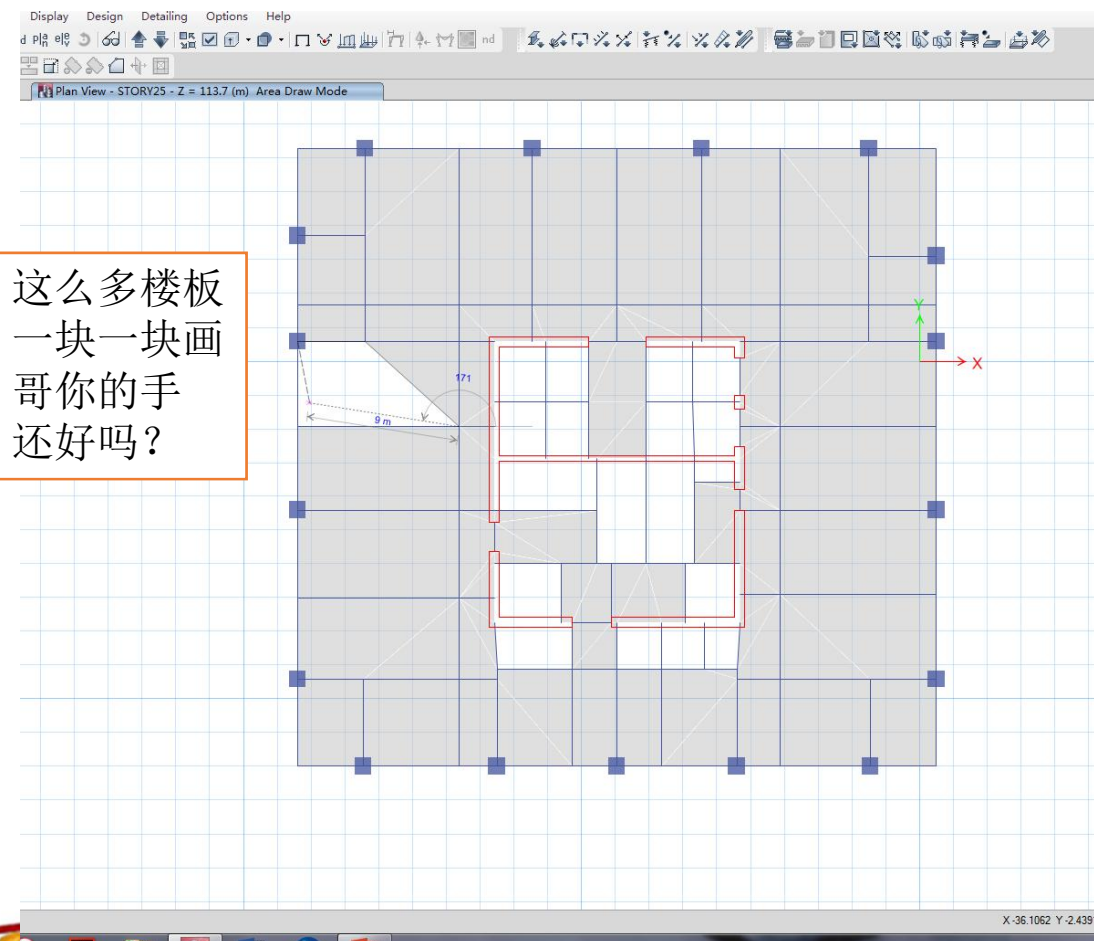 Display Design Detailing Options Help
nd
Plan View - STORY25 - Z = 113.7 (m) Area Draw Mode
这么多楼板
一块一块画
哥你的手
还好吗？
Y
X
171
9 m
X -36.1062 Y -2.439